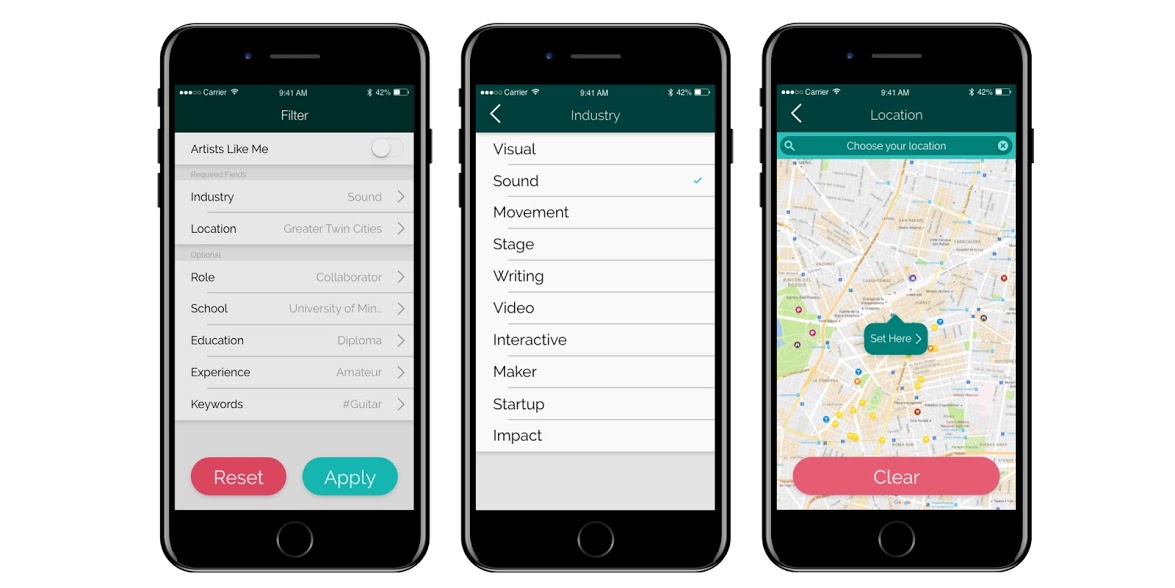 Carrier 9:41 AM 42%
Filter
Artists Like Me
Required Fields
Industry Sound
Location Greater Twin Cities
Optional
Role Collaborator
School University of Min...
Education Diploma
Experience Amateur
Keywords #Guitar
Reset Apply
Carrier 9:41 AM 42%
Industry
Visual
Sound
Movement
Stage
Writing
Video
Interactive
Maker
Startup
Impact
Carrier 9:41 AM 42%
Location
Choose your location
Set Here
Clear